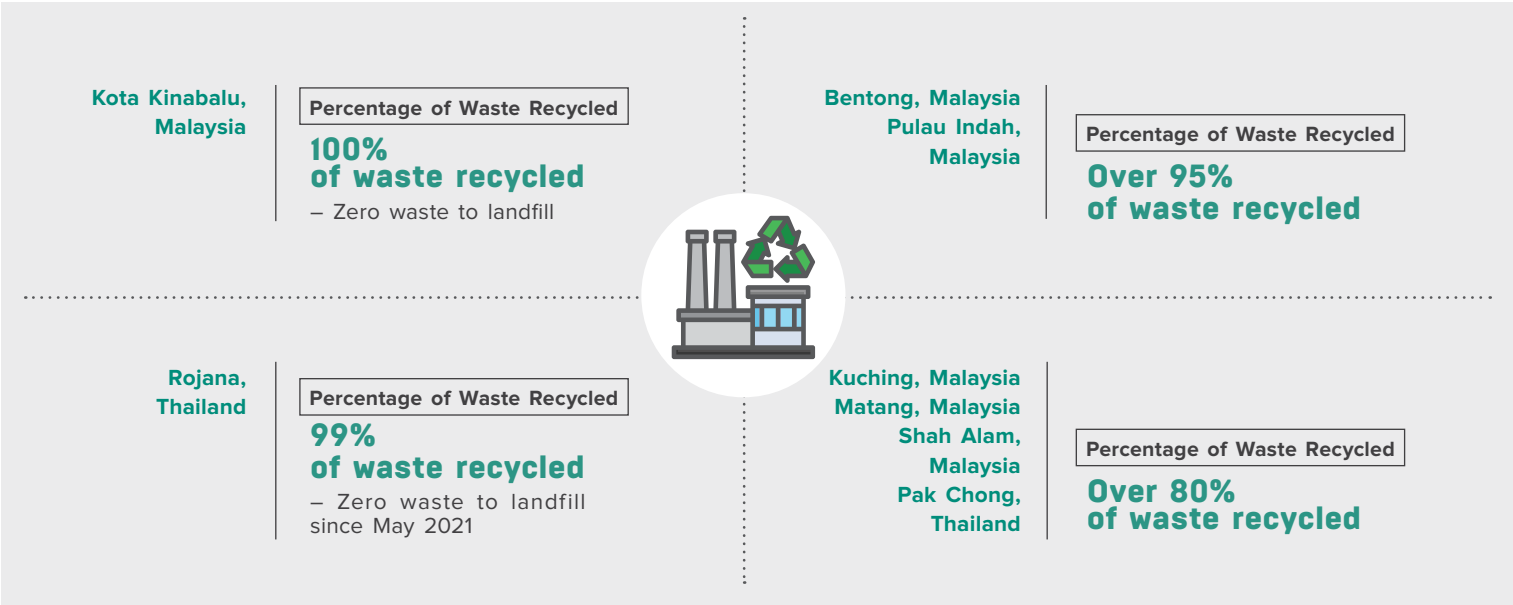 Kota Kinabalu,
Malaysia
Percentage of Waste Recycled
100%
of waste recycled
– Zero waste to landfill
Bentong, Malaysia
Pulau Indah,
Malaysia
Percentage of Waste Recycled
Over 95%
of waste recycled
Rojana,
Thailand
Percentage of Waste Recycled
99%
of waste recycled
– Zero waste to landfill
since May 2021
Kuching, Malaysia
Matang, Malaysia
Shah Alam,
Malaysia
Pak Chong,
Thailand
Percentage of Waste Recycled
Over 80%
of waste recycled